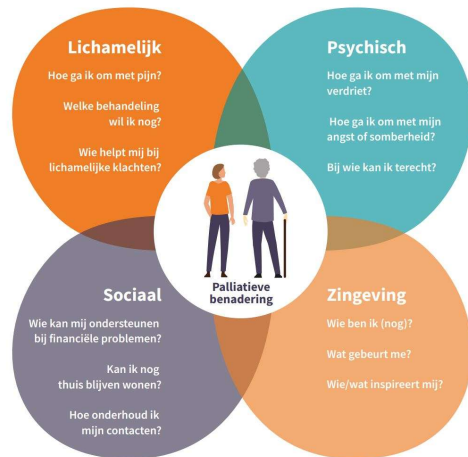 Lichamelijk
Hoe ga ik om met pijn?
Welke behandeling
wil ik nog?
Wie helpt mij bij
lichamelijke klachten?
Psychisch
Hoe ga ik om met mijn
verdriet?
Hoe ga ik om met mijn
angst of somberheid?
Bij wie kan ik terecht?
Palliatieve
benadering
Sociaal
Wie kan mij ondersteunen
bij financiële problemen?
Kan ik nog
thuis blijven wonen?
Hoe onderhoud ik
mijn contacten?
Zingeving
Wie ben ik (nog)?
Wat gebeurt me?
Wie/wat inspireert mij?